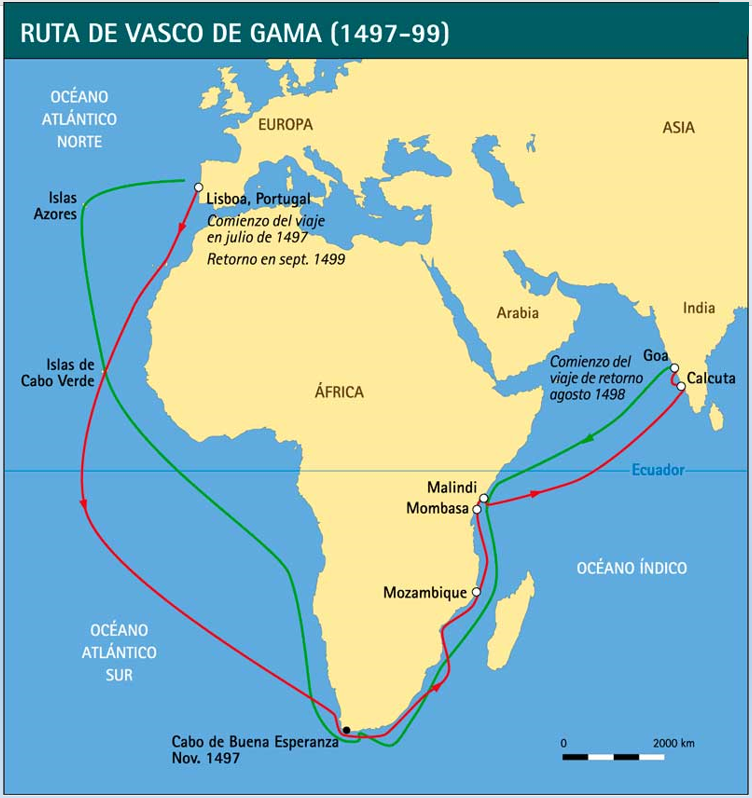 RUTA DE VASCO DE GAMA (1497-99)
OCÉANO
ATLÁNTICO
NORTE
EUROPA
ASIA
Islas
Azores
Lisboa, Portugal
Comienzo del viaje
en julio de 1497
Retorno en sept. 1499
Arabia
India
Islas de
Cabo Verde
ÁFRICA
Comienzo del
viaje de retorno
agosto 1498
Goa
Calcuta
Ecuador
Malindi
Mombasa
OCÉANO ÍNDICO
Mozambique
OCÉANO
ATLÁNTICO
SUR
Cabo de Buena Esperanza
Nov. 1497
0 2000 km